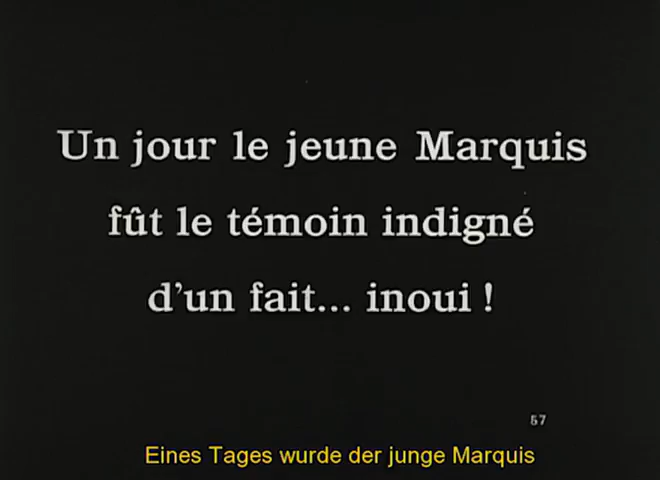 Un jour le jeune Marquis
fût le témoin indigné
d'un fait... inoui !
57
Eines Tages wurde der junge Marquis